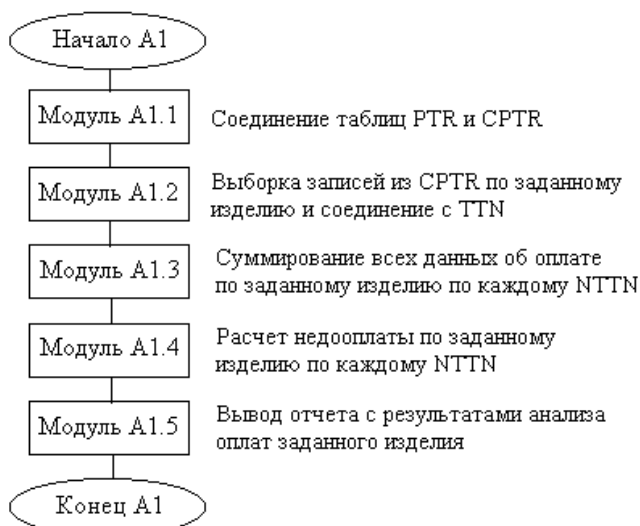 Начало А1
Модуль А1.1
Соединение таблиц PTR и CPTR
Модуль А1.2
Выборка записей из CPTR по заданному
изделию и соединение с TTN
Модуль А1.3
Суммирование всех данных об оплате
по заданному изделию по каждому NTTN
Модуль А1.4
Расчет недооплаты по заданному
изделию по каждому NTTN
Модуль А1.5
Вывод отчета с результатами анализа
оплат заданного изделия
Конец А1